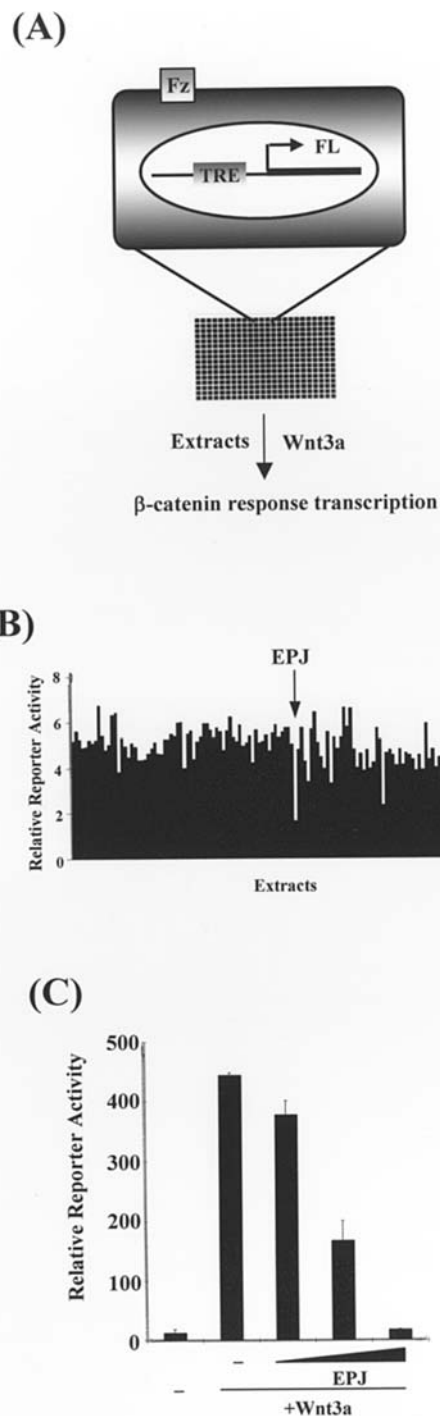 (A)
Fz
FL
TRE
Extracts Wnt3a
β-catenin response transcription
B)
EPJ
Relative Reporter Activity
8
6
4
2
0
Extracts
(C)
Relative Reporter Activity
500
400
300
200
100
0
–
–
EPJ
+Wnt3a